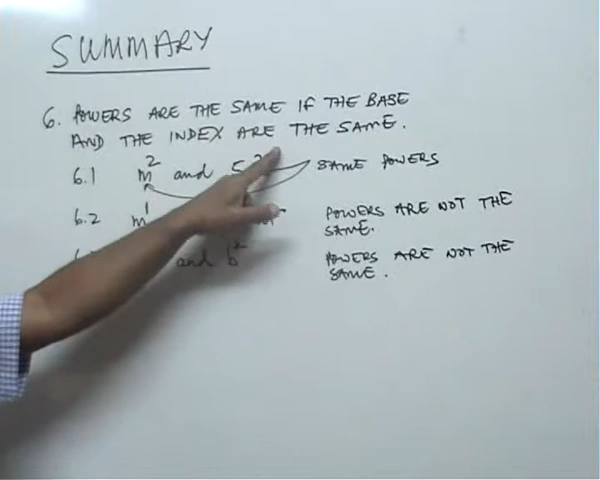 SUMMARY
6. POWERS ARE THE SAME IF THE BASE
AND THE INDEX ARE THE SAME.
6.1 m² and 5 SAME POWERS
6.2 m¹ POWERS ARE NOT THE
SAME.
and b² POWERS ARE NOT THE
SAME.